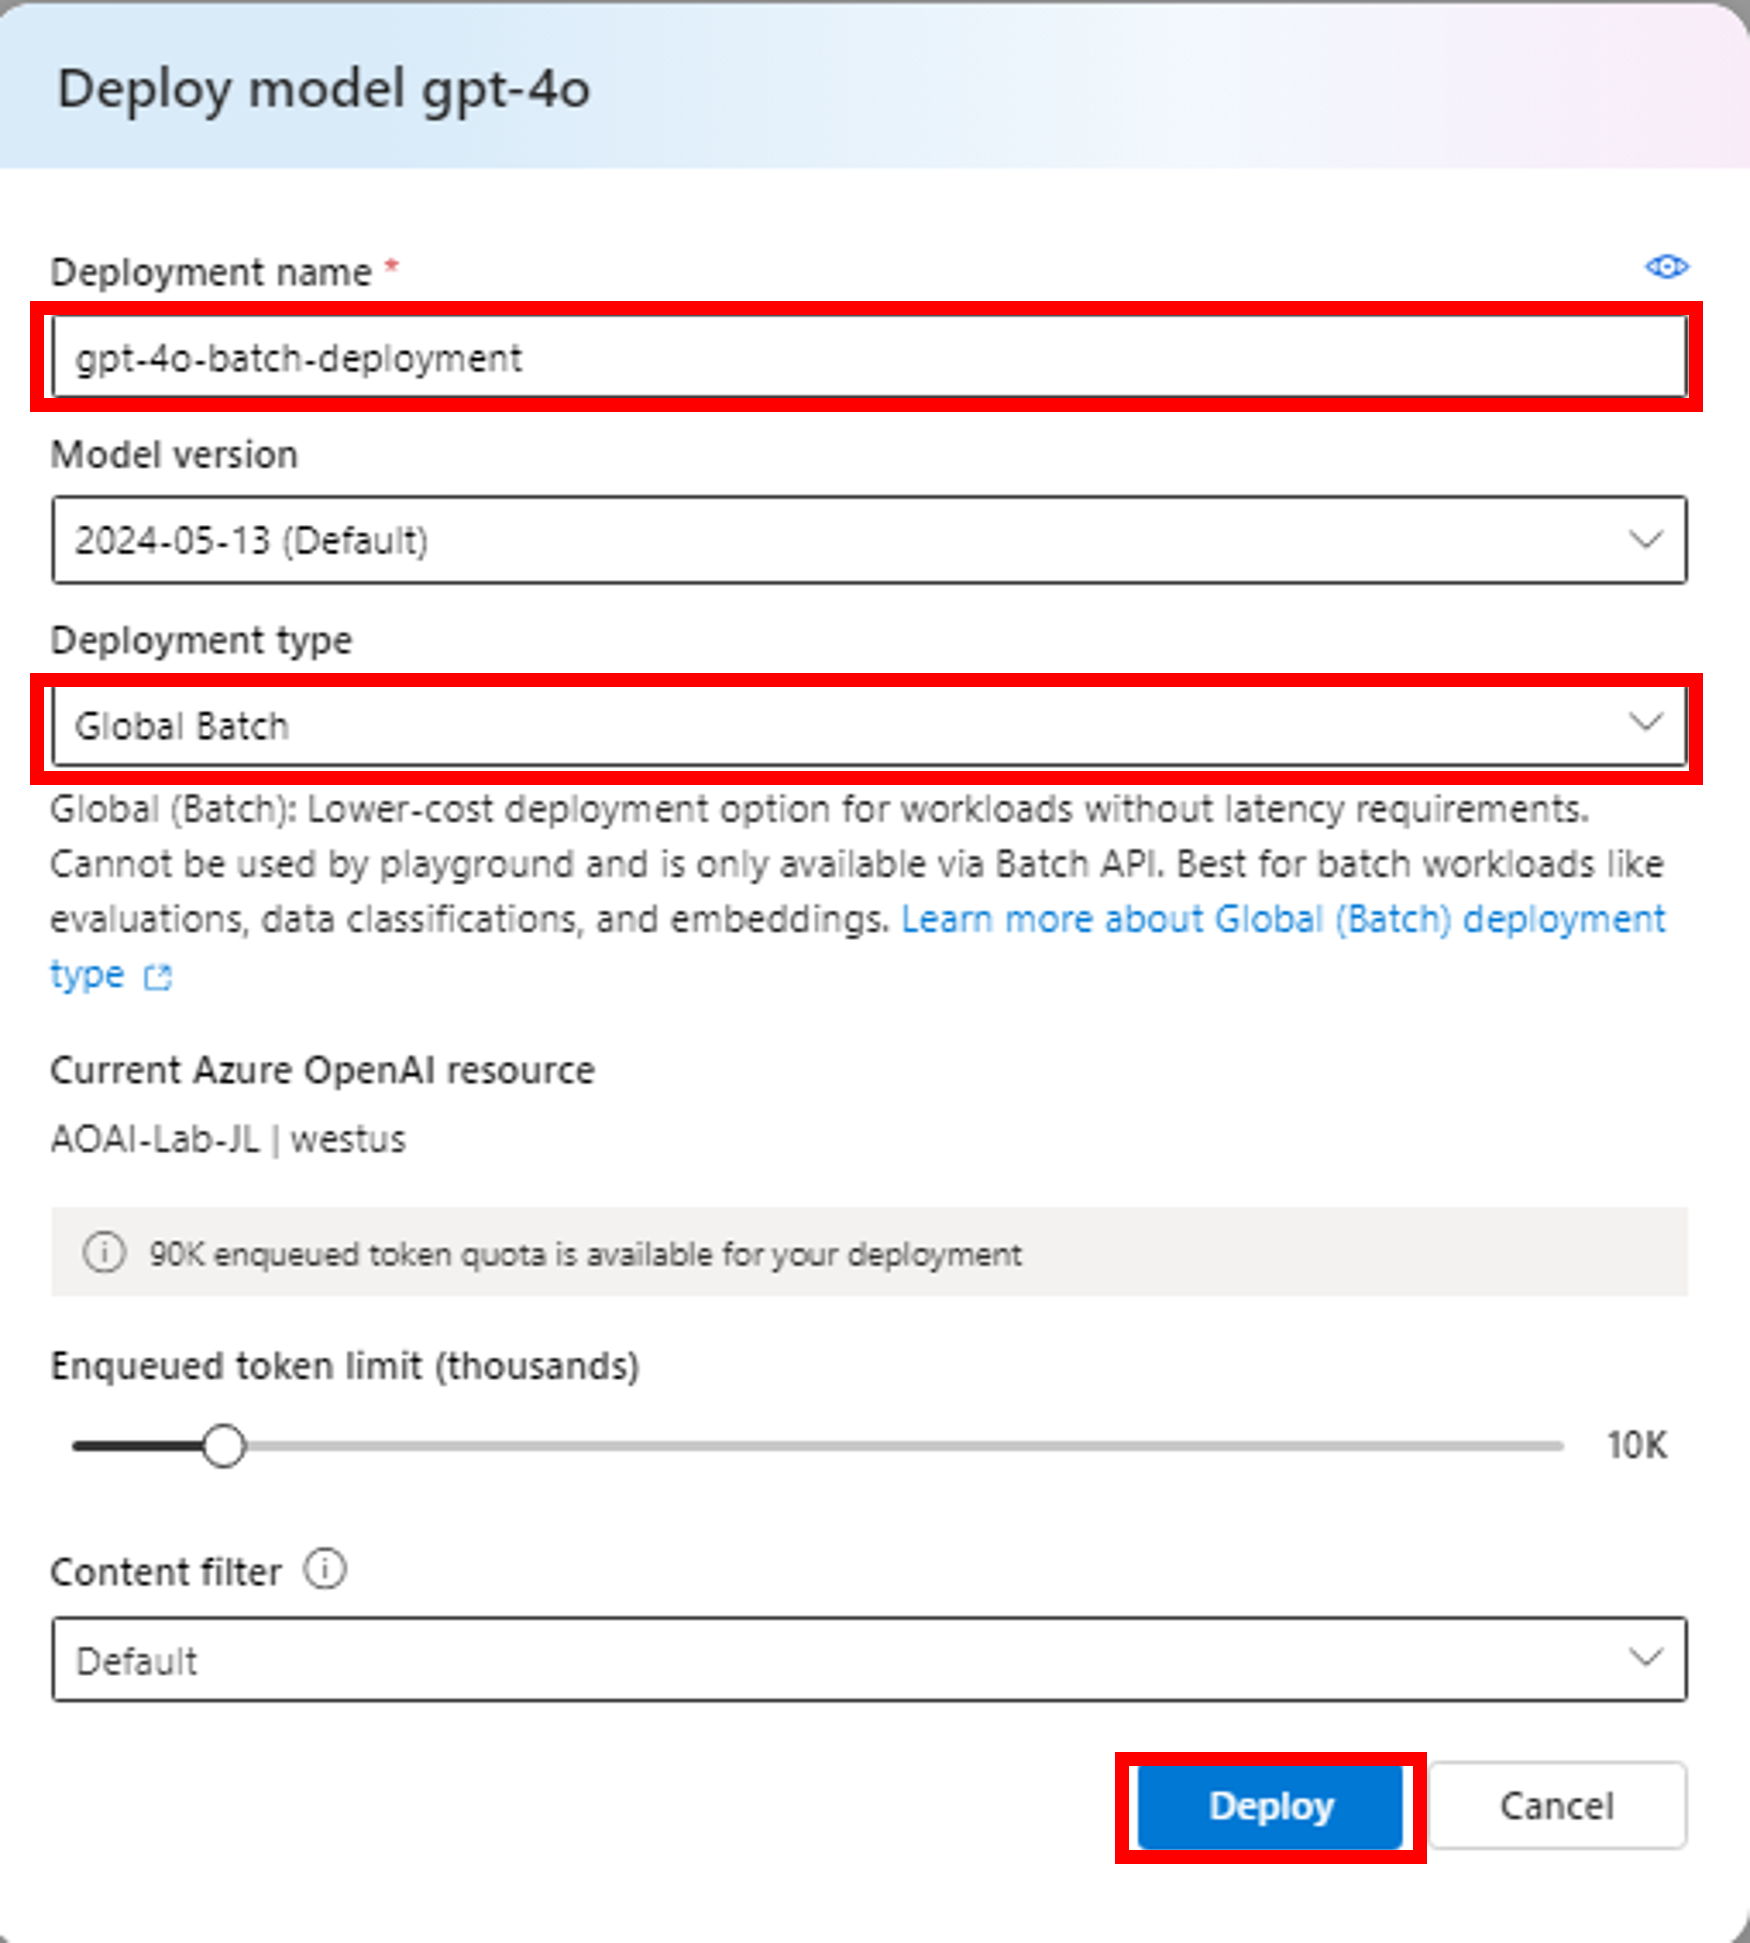 Deploy model gpt-4o
Deployment name *
gpt-4o-batch-deployment
Model version
2024-05-13 (Default)
Deployment type
Global Batch
Global (Batch): Lower-cost deployment option for workloads without latency requirements.
Cannot be used by playground and is only available via Batch API. Best for batch workloads like
evaluations, data classifications, and embeddings. Learn more about Global (Batch) deployment
type
Current Azure OpenAI resource
AOAI-Lab-JL | westus
90K enqueued token quota is available for your deployment
Enqueued token limit (thousands)
10K
Content filter
Default
Deploy Cancel